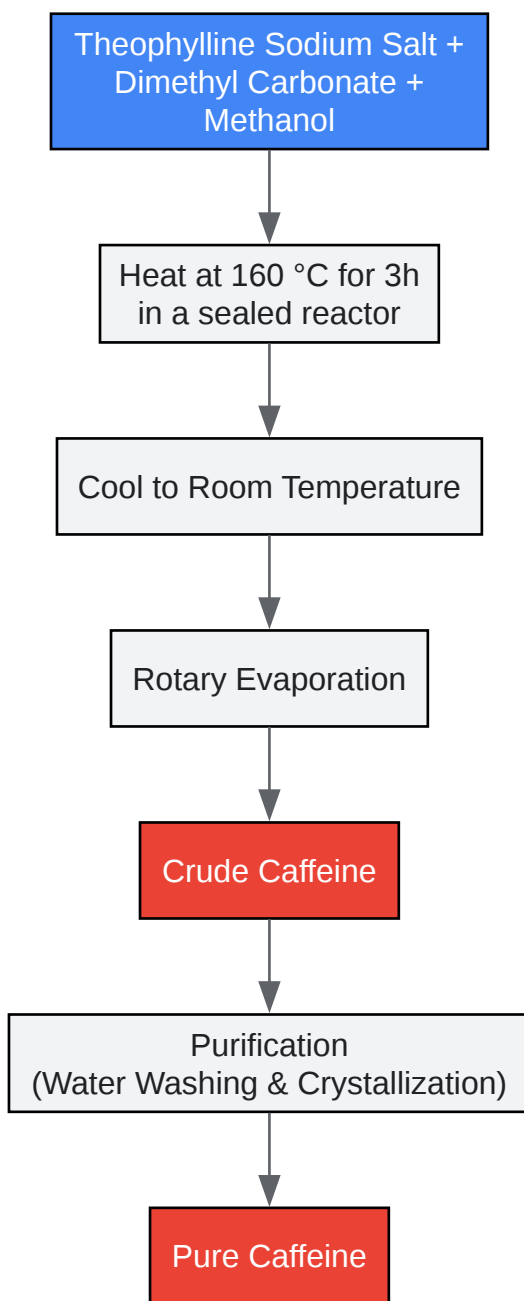 Theophylline Sodium Salt +
Dimethyl Carbonate +
Methanol
Heat at 160 °C for 3h
in a sealed reactor
Cool to Room Temperature
Rotary Evaporation
Crude Caffeine
Purification
(Water Washing & Crystallization)
Pure Caffeine